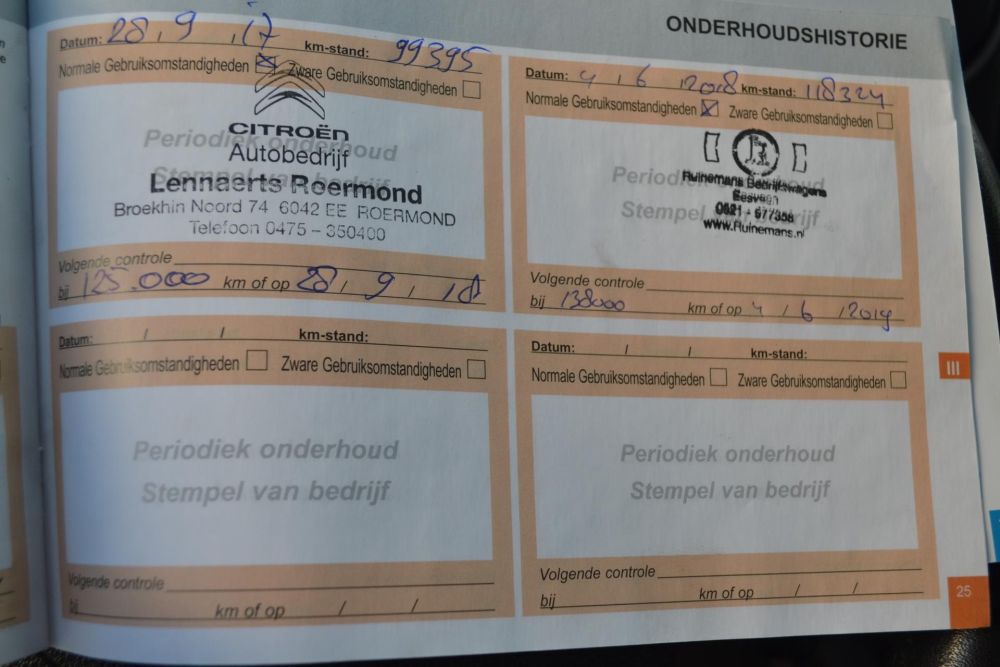 ONDERHOUDSHISTORIE
Datum: 28 , 9 , 17 km-stand: 99395
Normale Gebruiksomstandigheden Zware Gebruiksomstandigheden
CITROËN
Periodiek onderhoud
Autobedrijf
Stempel van bedrijf
Lennaerts Roermond
Broekhin Noord 74 6042 EE ROERMOND
Telefoon 0475 - 350400
Volgende controle
bij 125.000 km of op 28 / 9 , 18
Datum: 4 / 6 / 2018 km-stand: 118324
Normale Gebruiksomstandigheden Zware Gebruiksomstandigheden
Periodiek onderhoud
Ruinemans Bedrijfswagens
Stempel van bedrijf
www.Ruinemans.nl
Volgende controle
bij 138000 km of op 4 / 6 / 2019
Datum: / / km-stand:
Normale Gebruiksomstandigheden Zware Gebruiksomstandigheden
Periodiek onderhoud
Stempel van bedrijf
Volgende controle
bij km of op / /
Datum: / / km-stand:
Normale Gebruiksomstandigheden Zware Gebruiksomstandigheden
Periodiek onderhoud
Stempel van bedrijf
Volgende controle
bij km of op / /
III
25